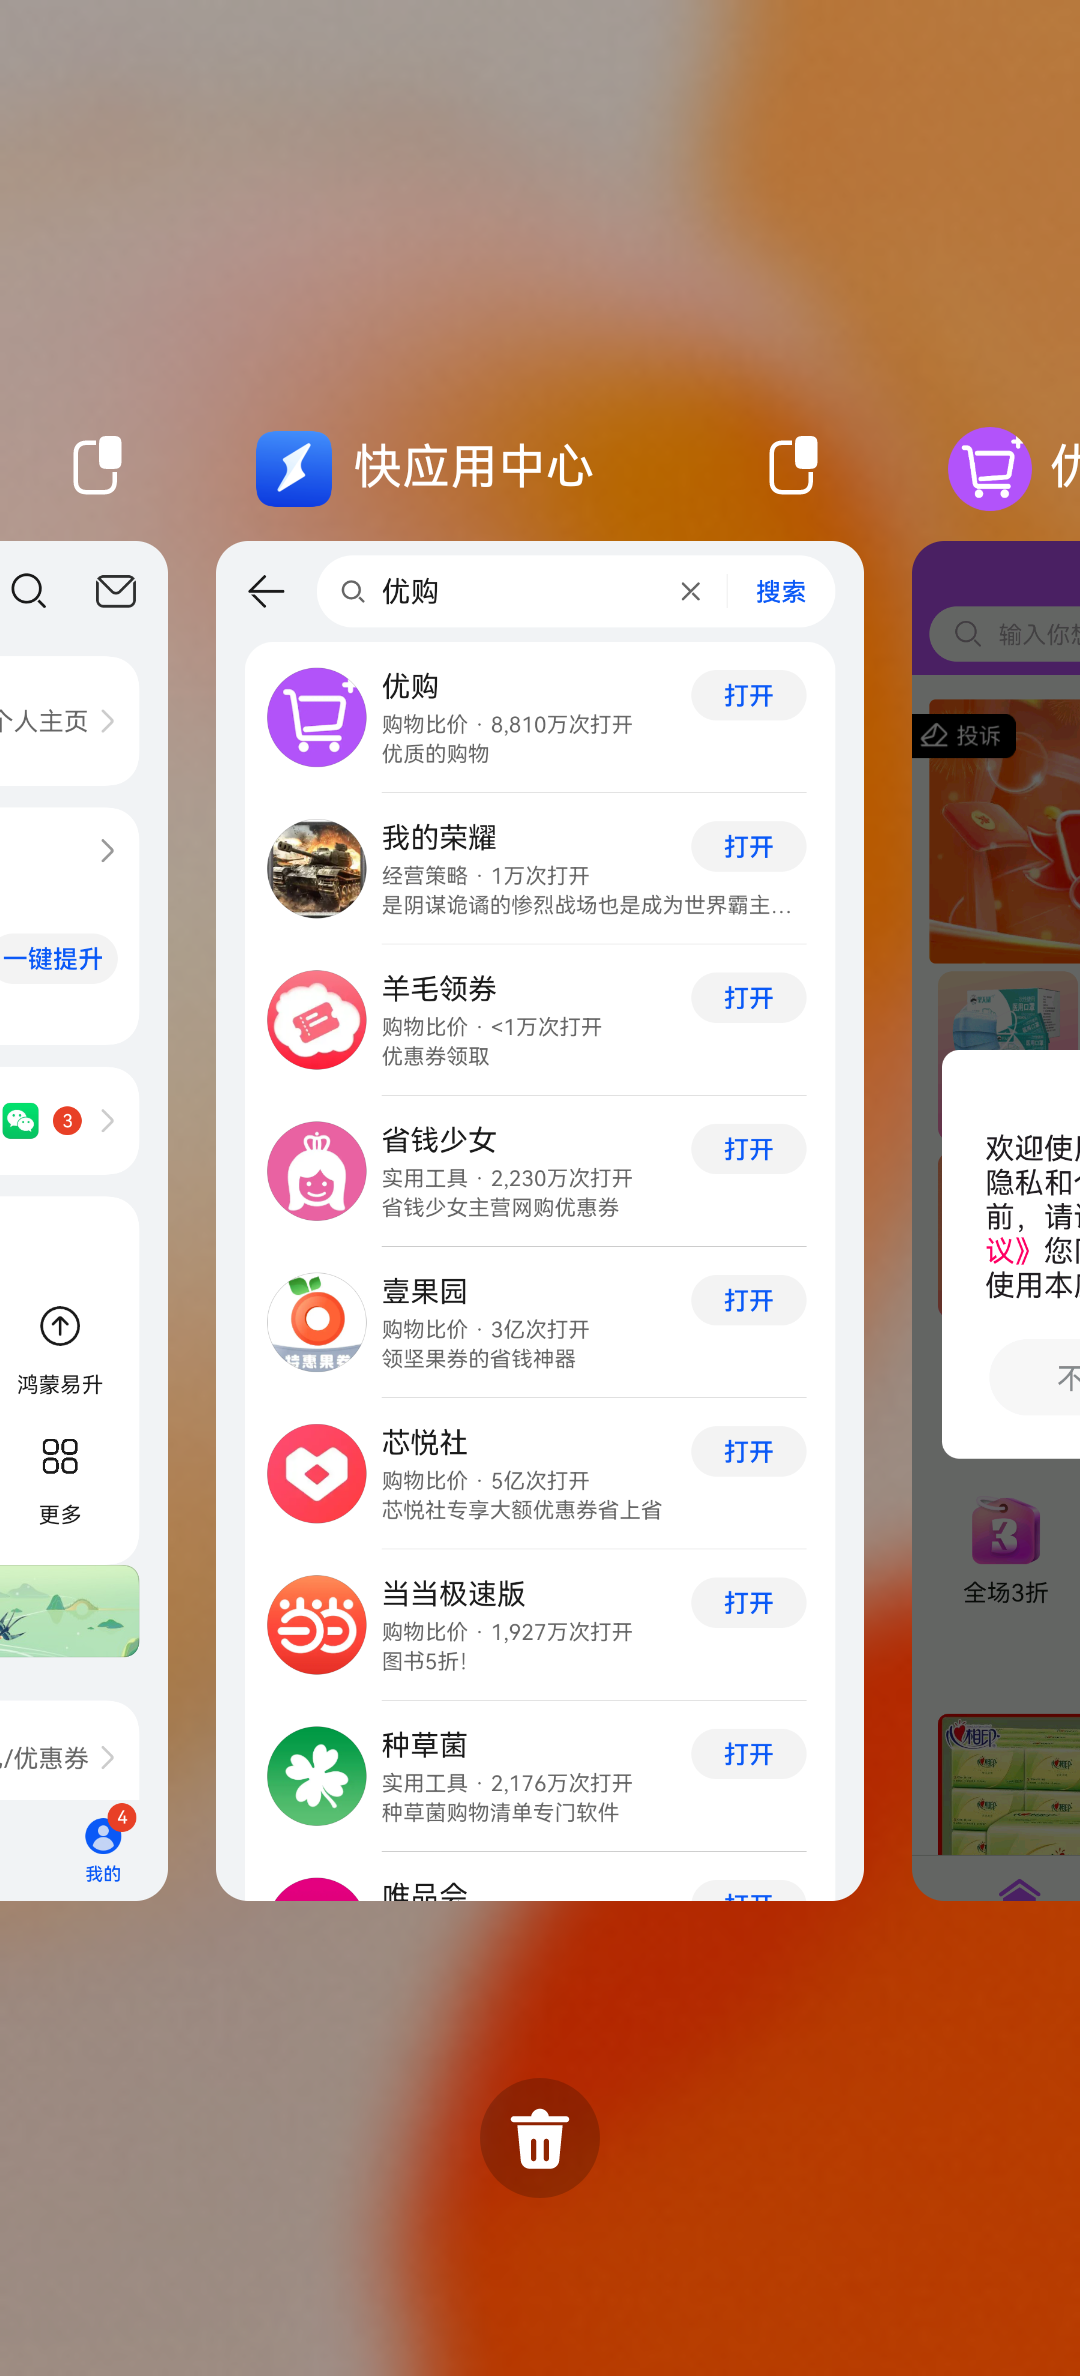 快应用中心
个人主页
一键提升
3
鸿蒙易升
更多
/优惠券
4
我的
优购
搜索
优购
购物比价 · 8,810万次打开
优质的购物
打开
我的荣耀
经营策略 · 1万次打开
是阴谋诡谲的惨烈战场也是成为世界霸主...
打开
羊毛领券
购物比价 · <1万次打开
优惠券领取
打开
省钱少女
实用工具 · 2,230万次打开
省钱少女主营网购优惠券
打开
壹果园
购物比价 · 3亿次打开
领坚果券的省钱神器
打开
特惠果券
芯悦社
购物比价 · 5亿次打开
芯悦社专享大额优惠券省上省
打开
当当极速版
购物比价 · 1,927万次打开
图书5折!
打开
种草菌
实用工具 · 2,176万次打开
种草菌购物清单专门软件
打开
唯品会
打开
优
输入你想
投诉
欢迎使用
隐私和个
前，请
议》您
使用本
不
3
全场3折
心相印